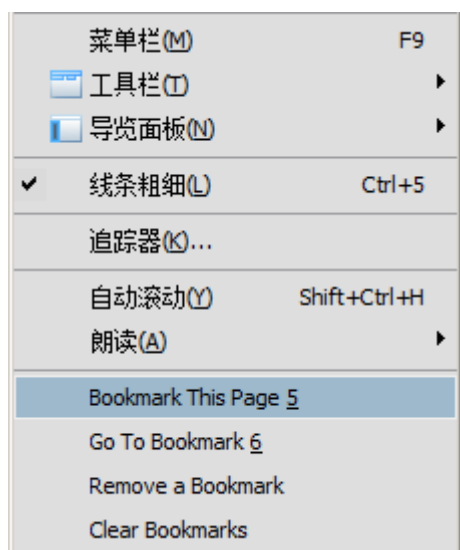 菜单栏(M) F9
工具栏(T)
导览面板(N)
线条粗细(L) Ctrl+5
追踪器(K)...
自动滚动(Y) Shift+Ctrl+H
朗读(A)
Bookmark This Page 5
Go To Bookmark 6
Remove a Bookmark
Clear Bookmarks